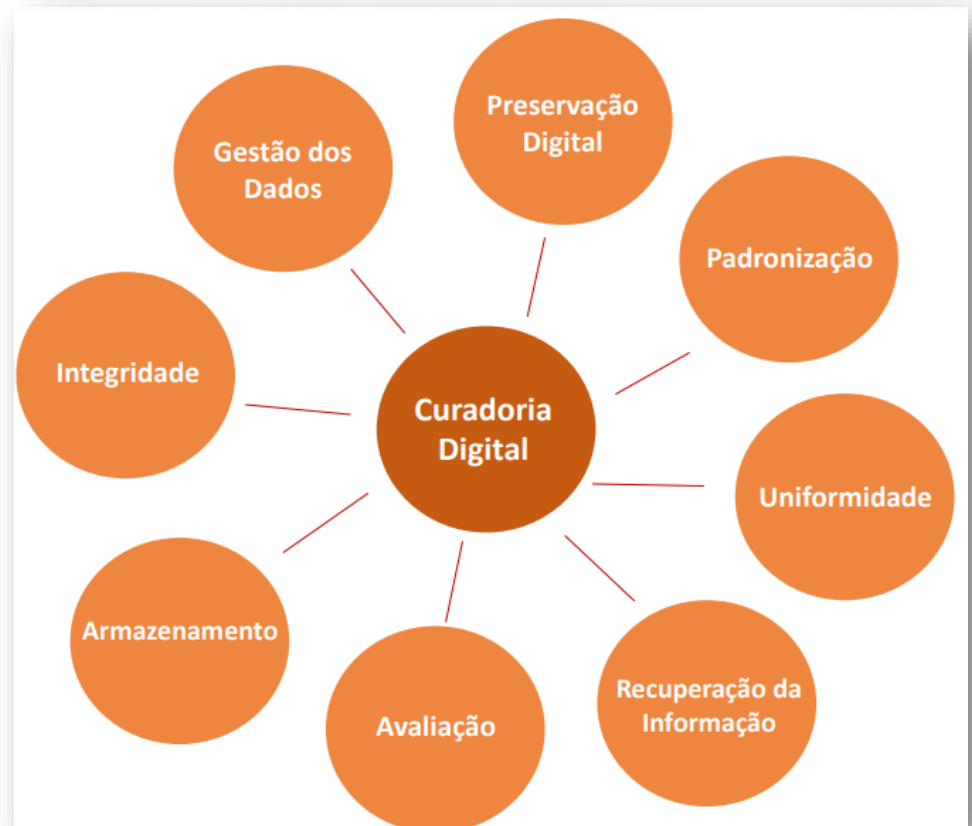 Preservação
Digital
Gestão dos
Dados
Padronização
Integridade
Curadoria
Digital
Uniformidade
Armazenamento
Recuperação da
Informação
Avaliação